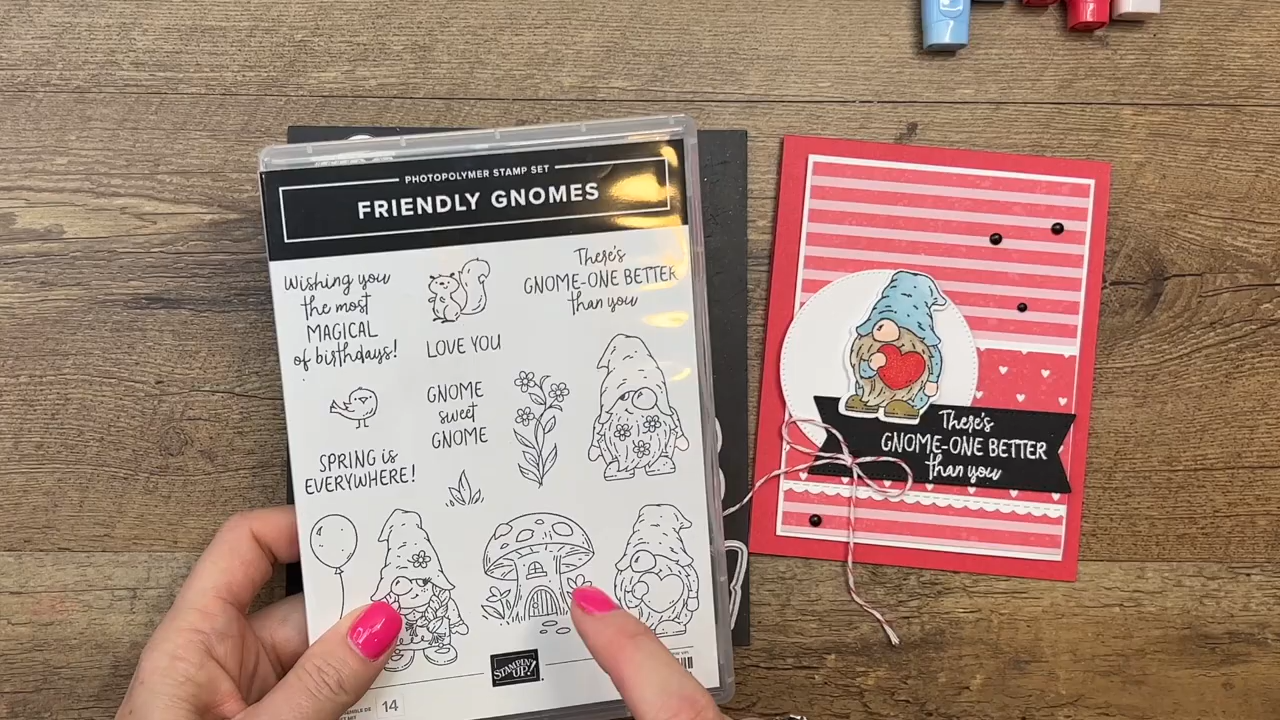 PHOTOPOLYMER STAMP SET
FRIENDLY GNOMES
Wishing you
the most
MAGICAL
of birthdays!
There's
GNOME-ONE BETTER
than you
LOVE YOU
GNOME
sweet
GNOME
SPRING is
EVERYWHERE!
STAMPIN' UP!
14
There's
GNOME-ONE BETTER
than you